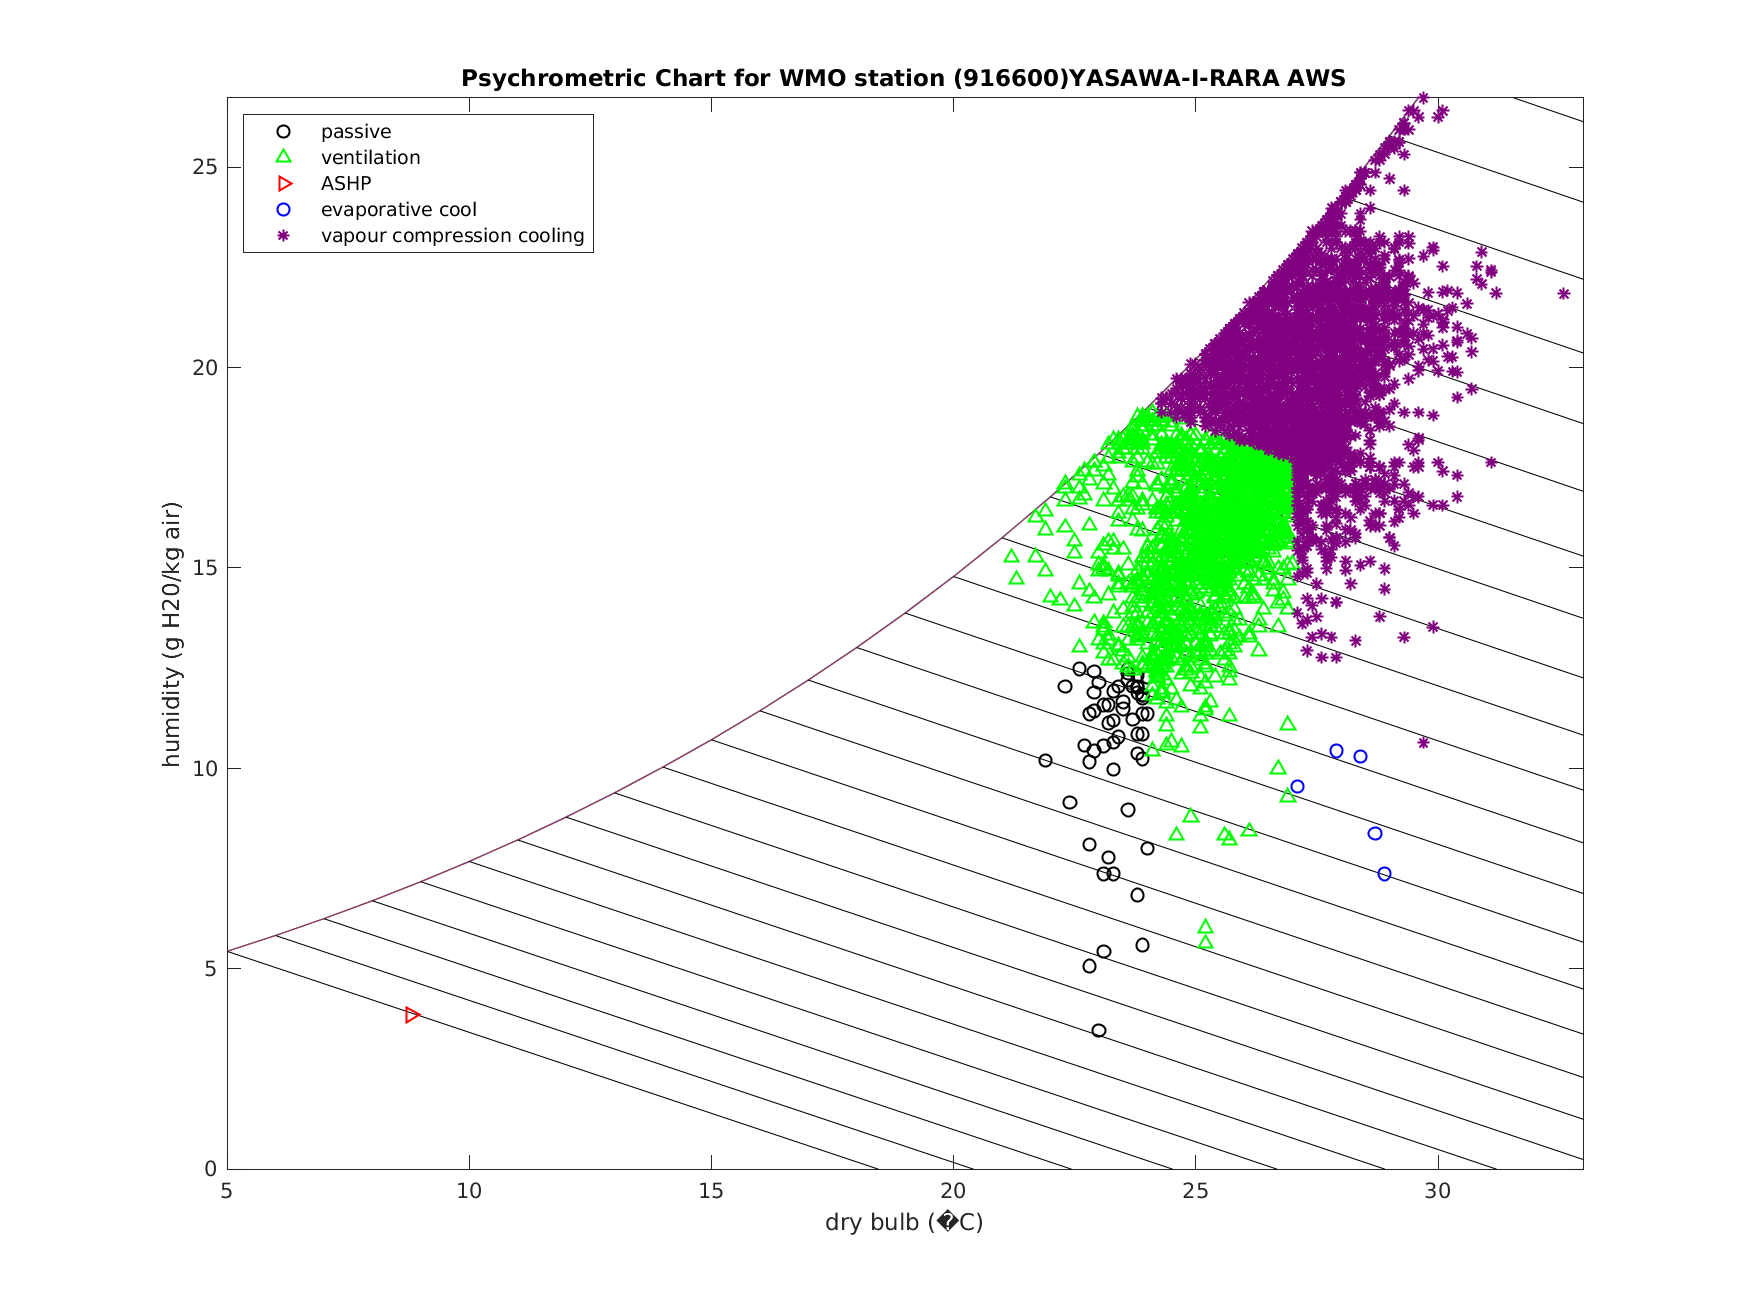 Psychrometric Chart for WMO station (916600)YASAWA-I-RARA AWS
passive
ventilation
ASHP
evaporative cool
vapour compression cooling
humidity (g H20/kg air)
25
20
15
10
5
0
5
10
15
20
25
30
dry bulb (�C)